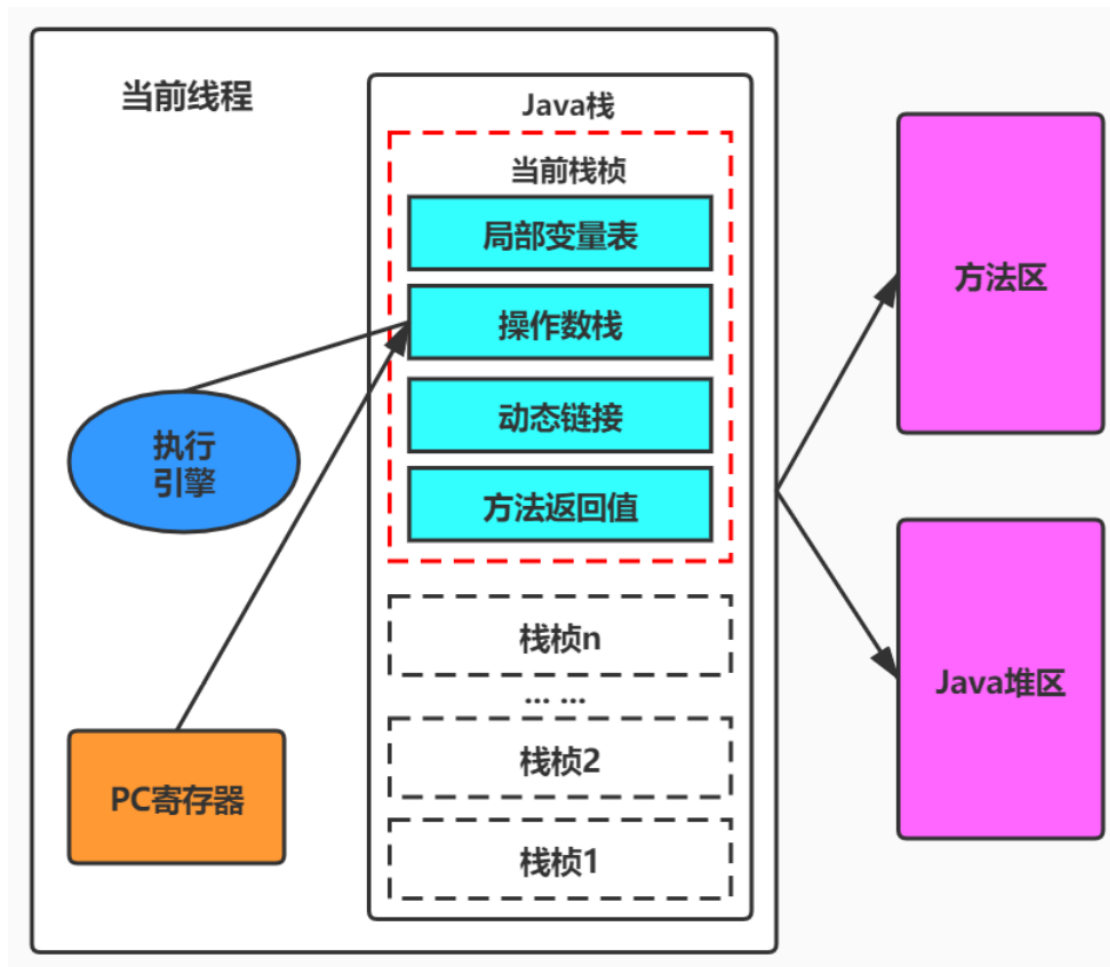 当前线程
Java栈
当前栈桢
局部变量表
操作数栈
动态链接
方法返回值
栈桢n
... ...
栈桢2
栈桢1
执行
引擎
PC寄存器
方法区
Java堆区